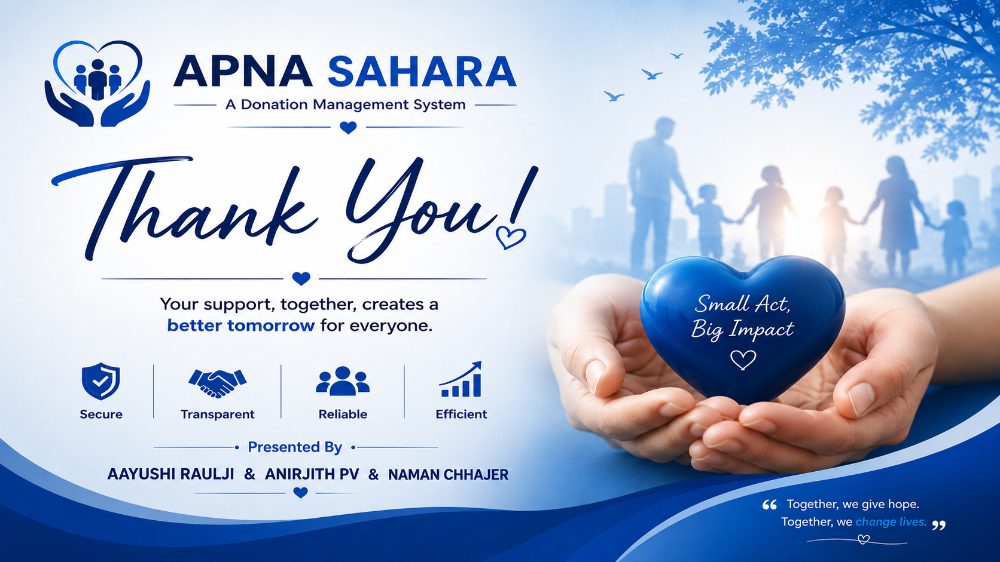 APNA SAHARA
A Donation Management System
Thank You!
Your support, together, creates a
better tomorrow for everyone.
Secure
Transparent
Reliable
Efficient
Presented By
AAYUSHI RAULJI & ANIRJITH PV & NAMAN CHHAJER
Small Act,
Big Impact
“ Together, we give hope.
Together, we change lives. ”